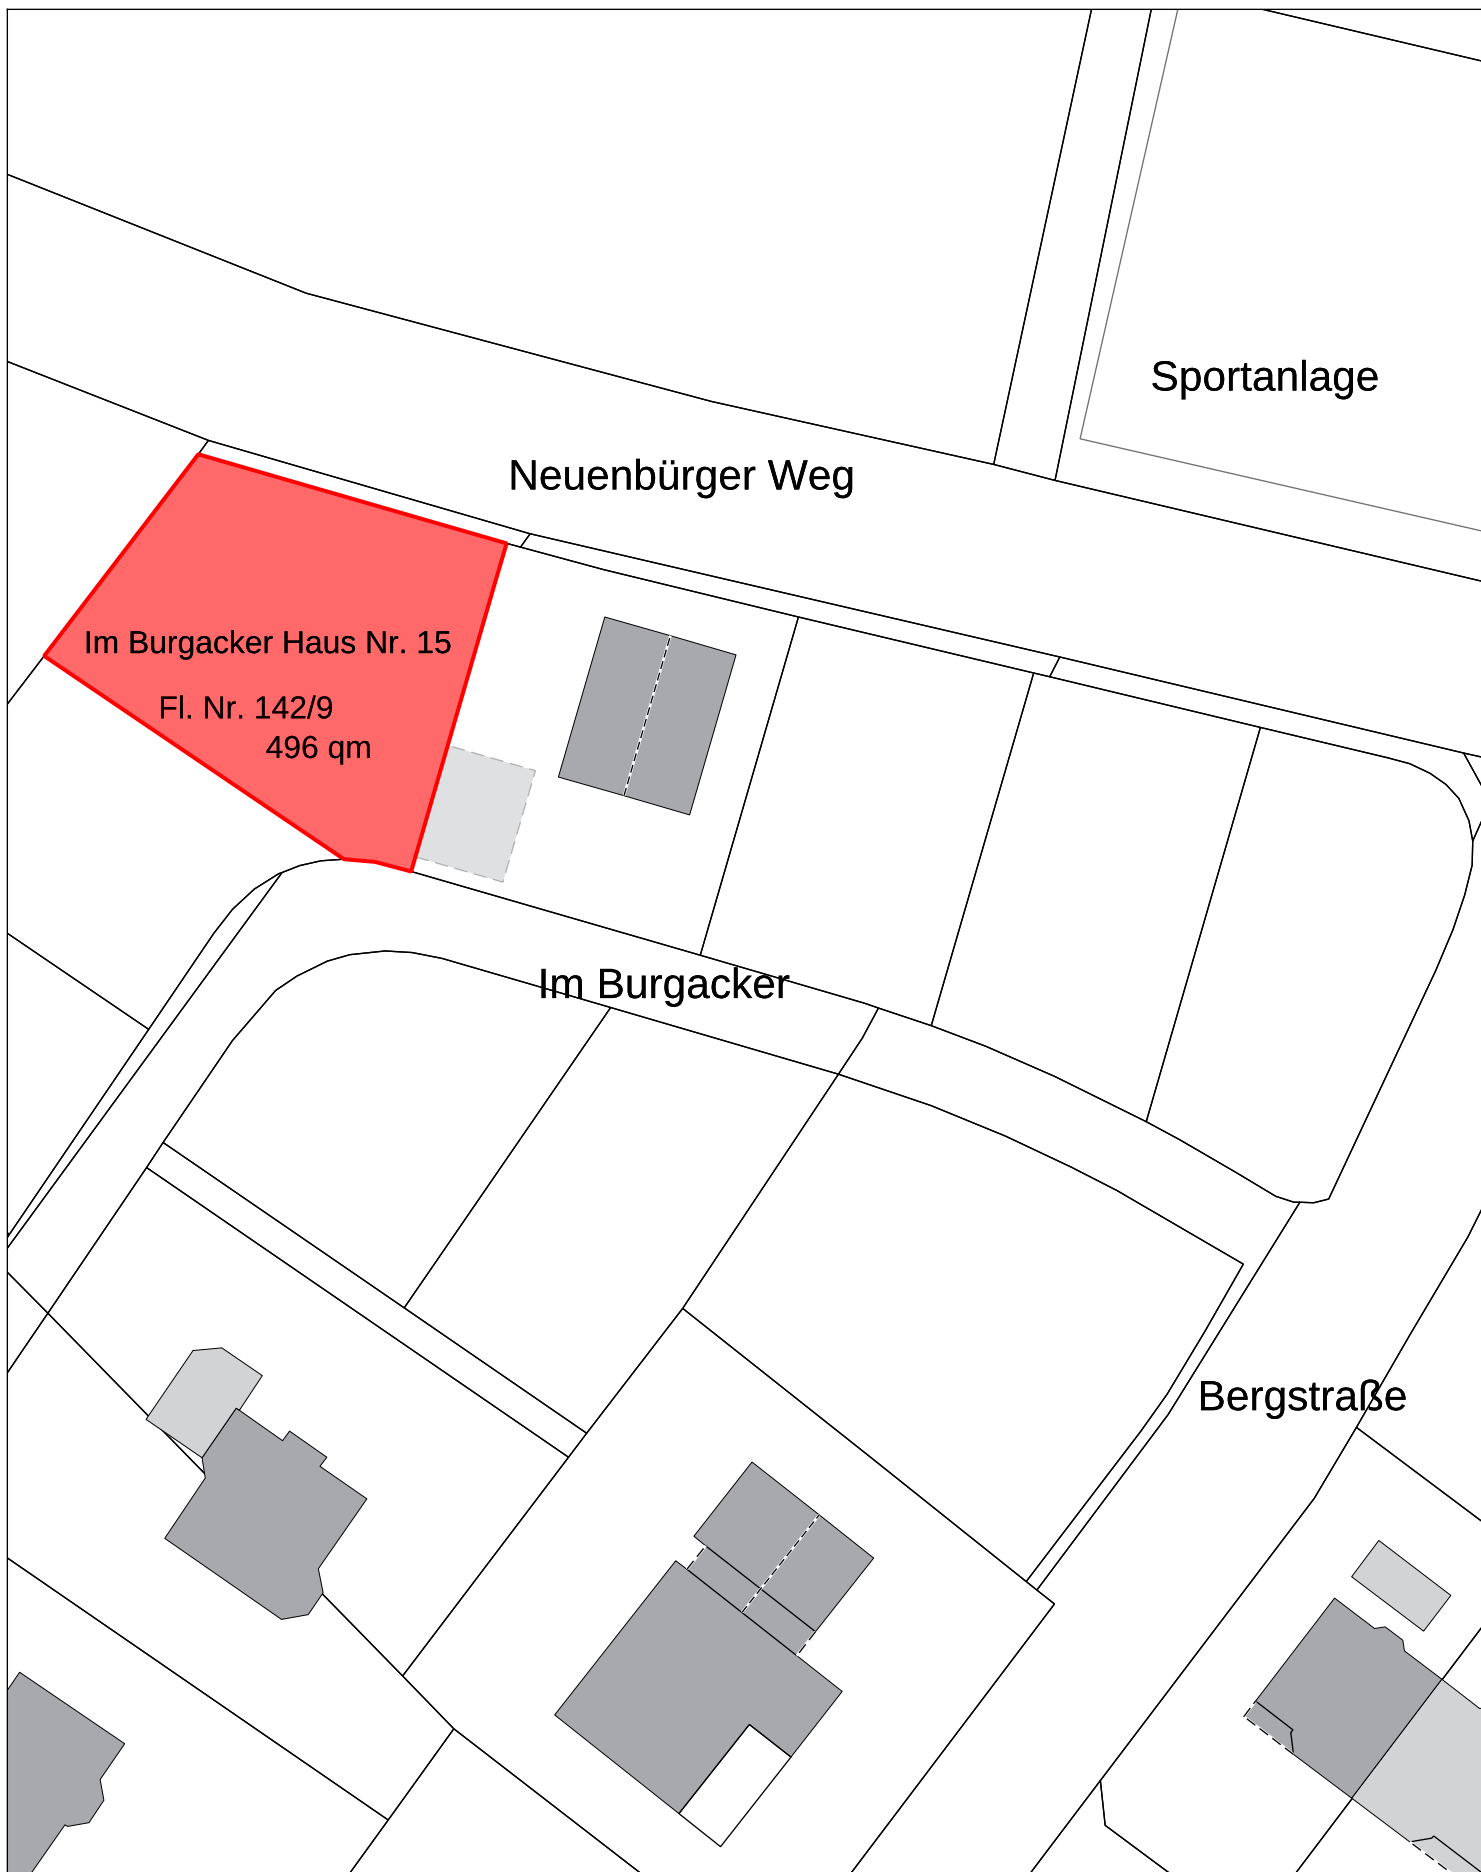 Sportanlage
Neuenbürger Weg
Im Burgacker Haus Nr. 15
Fl. Nr. 142/9
496 qm
Im Burgacker
Bergstraße